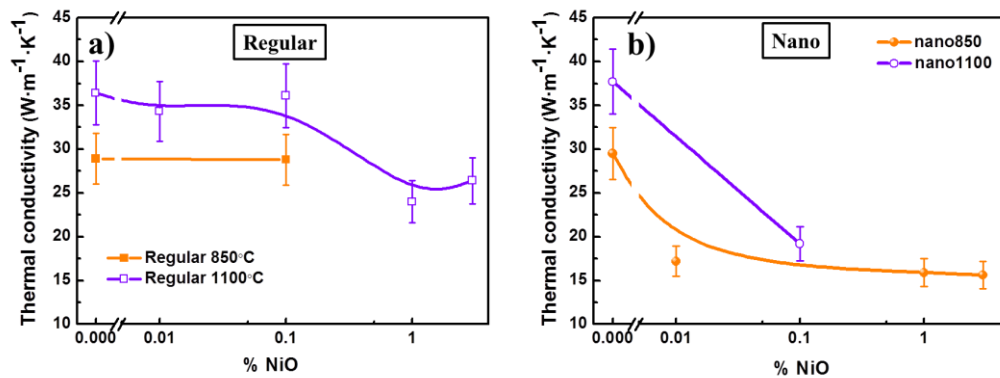 a)
Regular
Thermal conductivity (W·m⁻¹·K⁻¹)
45
40
35
30
25
20
15
10
Regular 850°C
Regular 1100°C
0.000 0.01 0.1 1
% NiO
b)
Nano
nano850
nano1100
Thermal conductivity (W·m⁻¹·K⁻¹)
45
40
35
30
25
20
15
10
0.000 0.01 0.1 1
% NiO